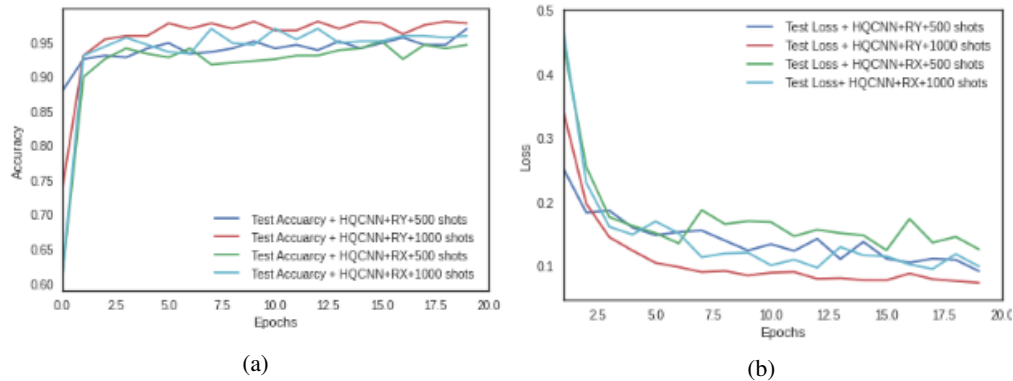 0.95
0.90
0.85
0.80
0.75
0.70
0.65
0.60
Accuracy
Test Accuarcy + HQCNN+RY+500 shots
Test Accuarcy + HQCNN+RY+1000 shots
Test Accuarcy + HQCNN+RX+500 shots
Test Accuarcy + HQCNN+RX+1000 shots
0.0 2.5 5.0 7.5 10.0 12.5 15.0 17.5 20.0
Epochs
(a)
0.5
0.4
0.3
0.2
0.1
Loss
Test Loss + HQCNN+RY+500 shots
Test Loss + HQCNN+RY+1000 shots
Test Loss + HQCNN+RX+500 shots
Test Loss+ HQCNN+RX+1000 shots
2.5 5.0 7.5 10.0 12.5 15.0 17.5 20.0
Epochs
(b)